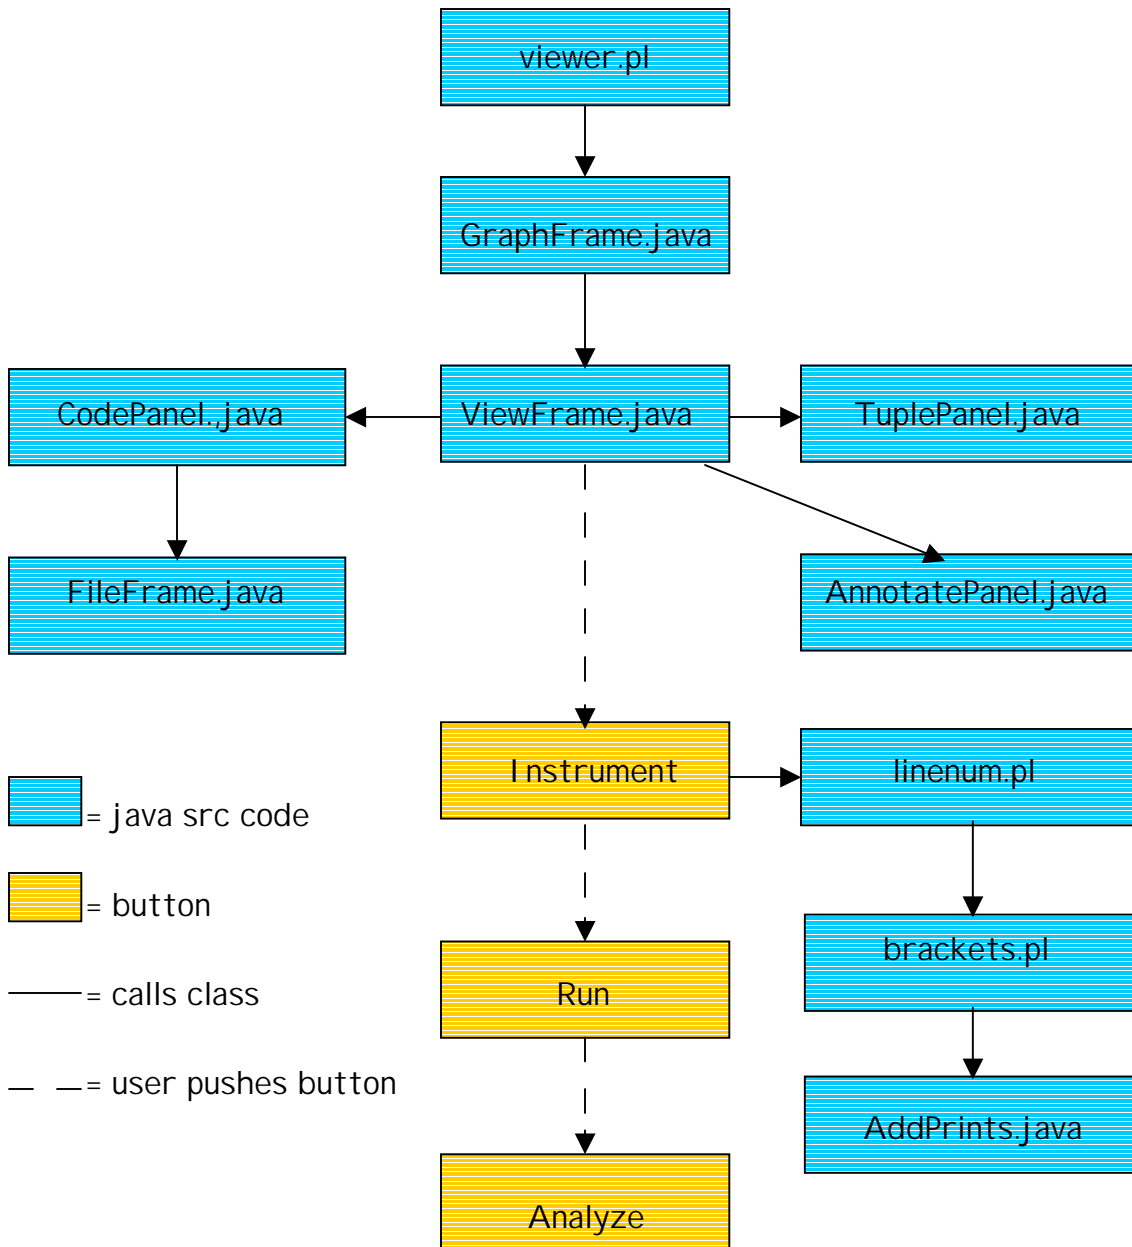 viewer.pl
GraphFrame.java
CodePanel.,java
ViewFrame.java
TuplePanel.java
FileFrame.java
AnnotatePanel.java
Instrument
linenum.pl
= java src code
= button
brackets.pl
Run
= calls class
= user pushes button
AddPrints.java
Analyze